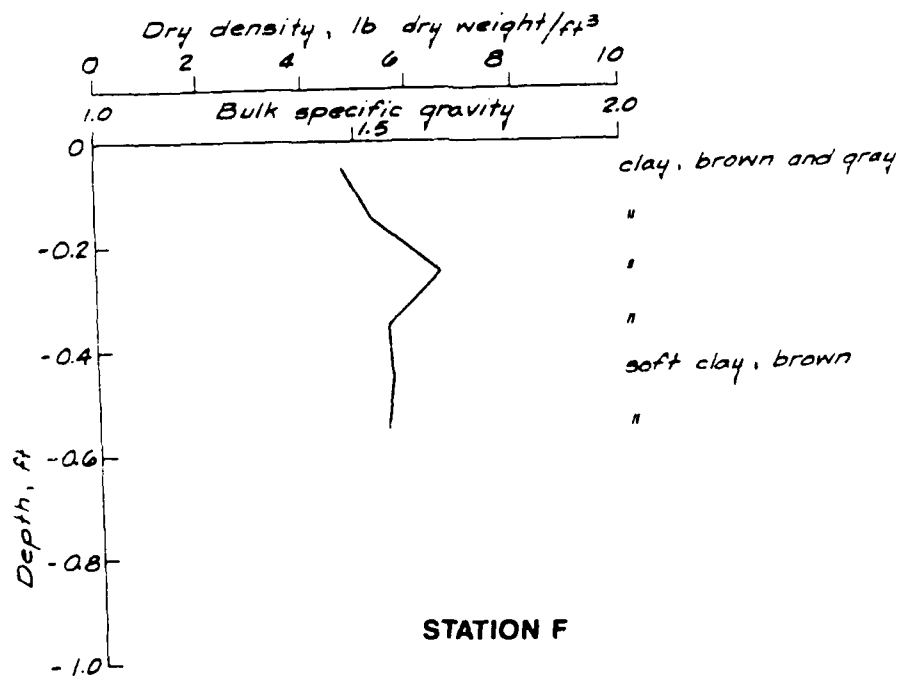 Dry density, lb dry weight/ft³
0 2 4 6 8 10
Bulk specific gravity
1.0 1.5 2.0
0
clay, brown and gray
"
-0.2
"
"
-0.4
soft clay, brown
"
-0.6
Depth, ft
-0.8
STATION F
-1.0